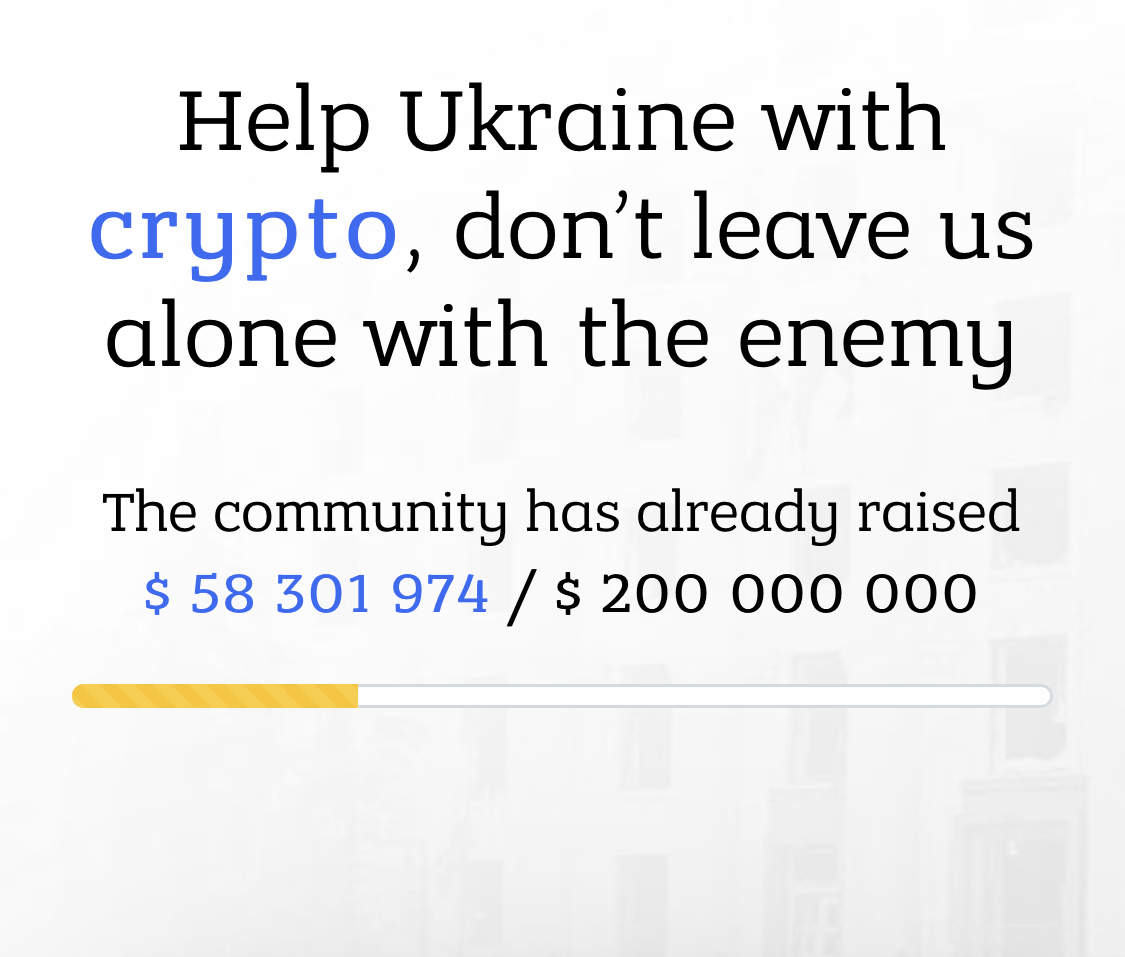 Help Ukraine with
crypto, don’t leave us
alone with the enemy
The community has already raised
$ 58 301 974 / $ 200 000 000